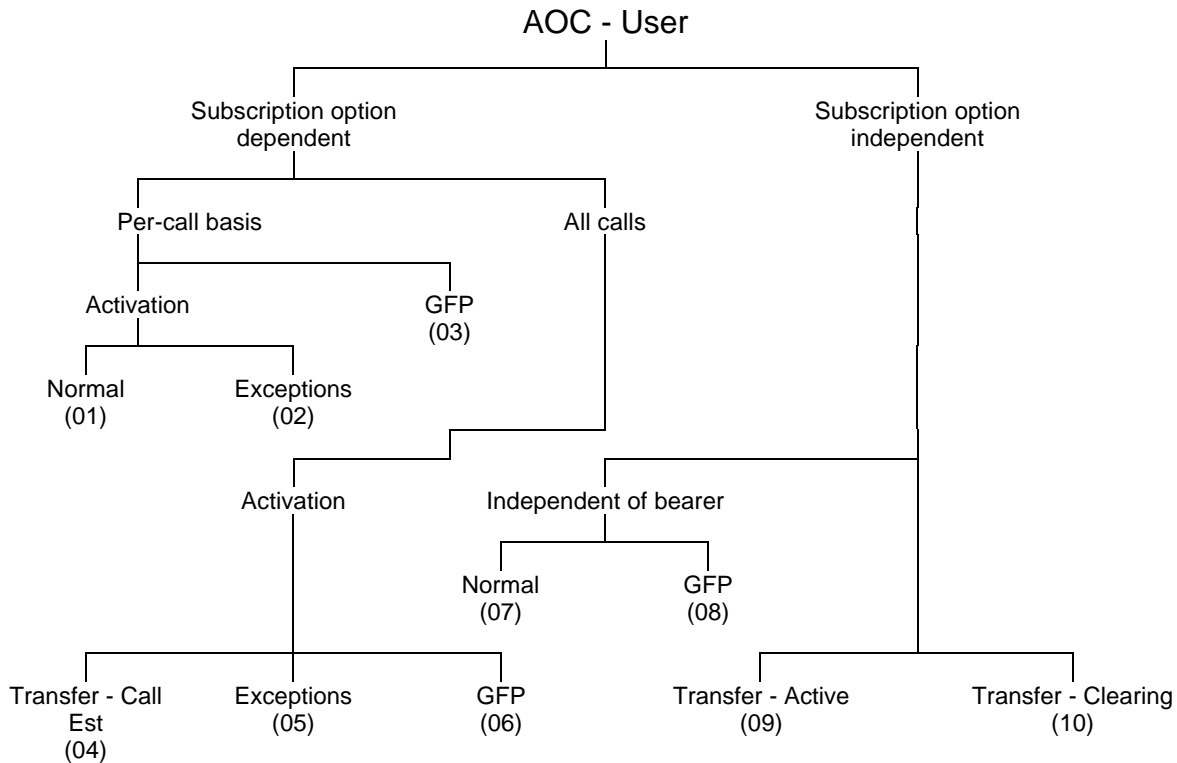 AOC - User
Subscription option
dependent
Subscription option
independent
Per-call basis
All calls
Activation
GFP
(03)
Normal
(01)
Exceptions
(02)
Activation
Independent of bearer
Normal
(07)
GFP
(08)
Transfer - Call
Est
(04)
Exceptions
(05)
GFP
(06)
Transfer - Active
(09)
Transfer - Clearing
(10)